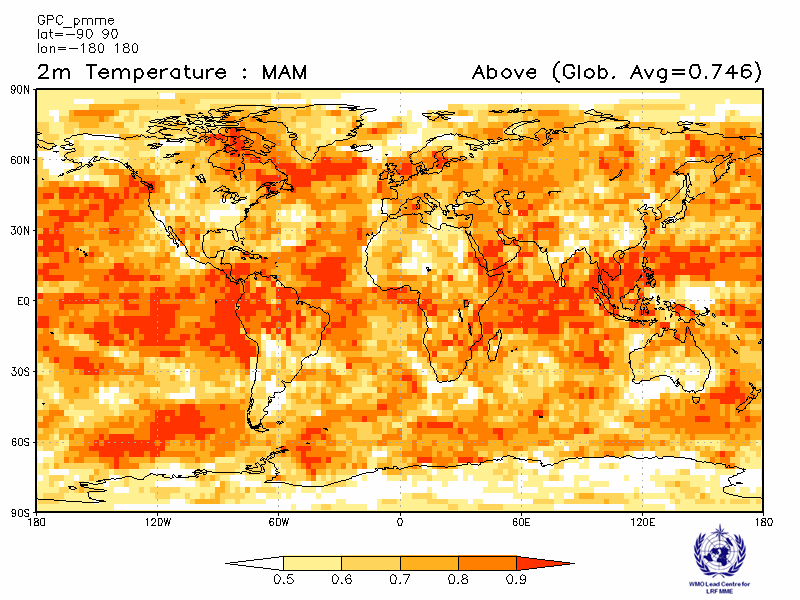 GPC_pmme
lat=-90 90
lon=-180 180
2m Temperature : MAM
Above (Glob. Avg=0.746)
90N
60N
30N
EQ
30S
60S
90S
180 120W 60W 0 60E 120E 180
0.5 0.6 0.7 0.8 0.9
WMO Lead Centre for
LRF MME